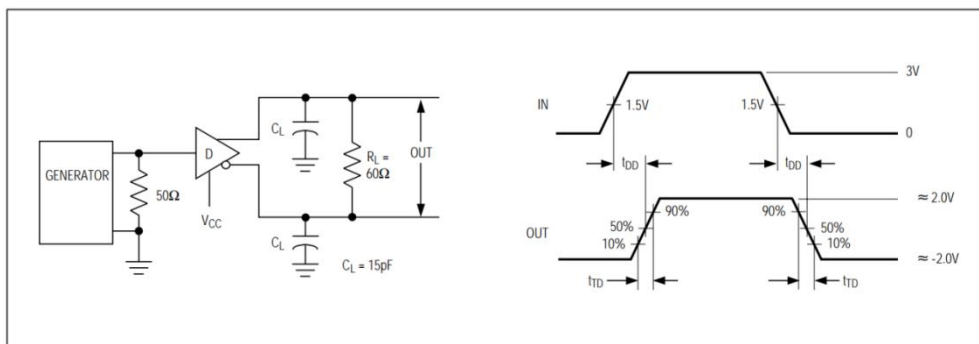 GENERATOR
50Ω
D
VCC
CL
CL
CL = 15pF
RL =
60Ω
OUT
IN
3V
1.5V
1.5V
0
tDD
tDD
OUT
≈ 2.0V
90%
90%
50%
50%
10%
10%
≈ -2.0V
tTD
tTD